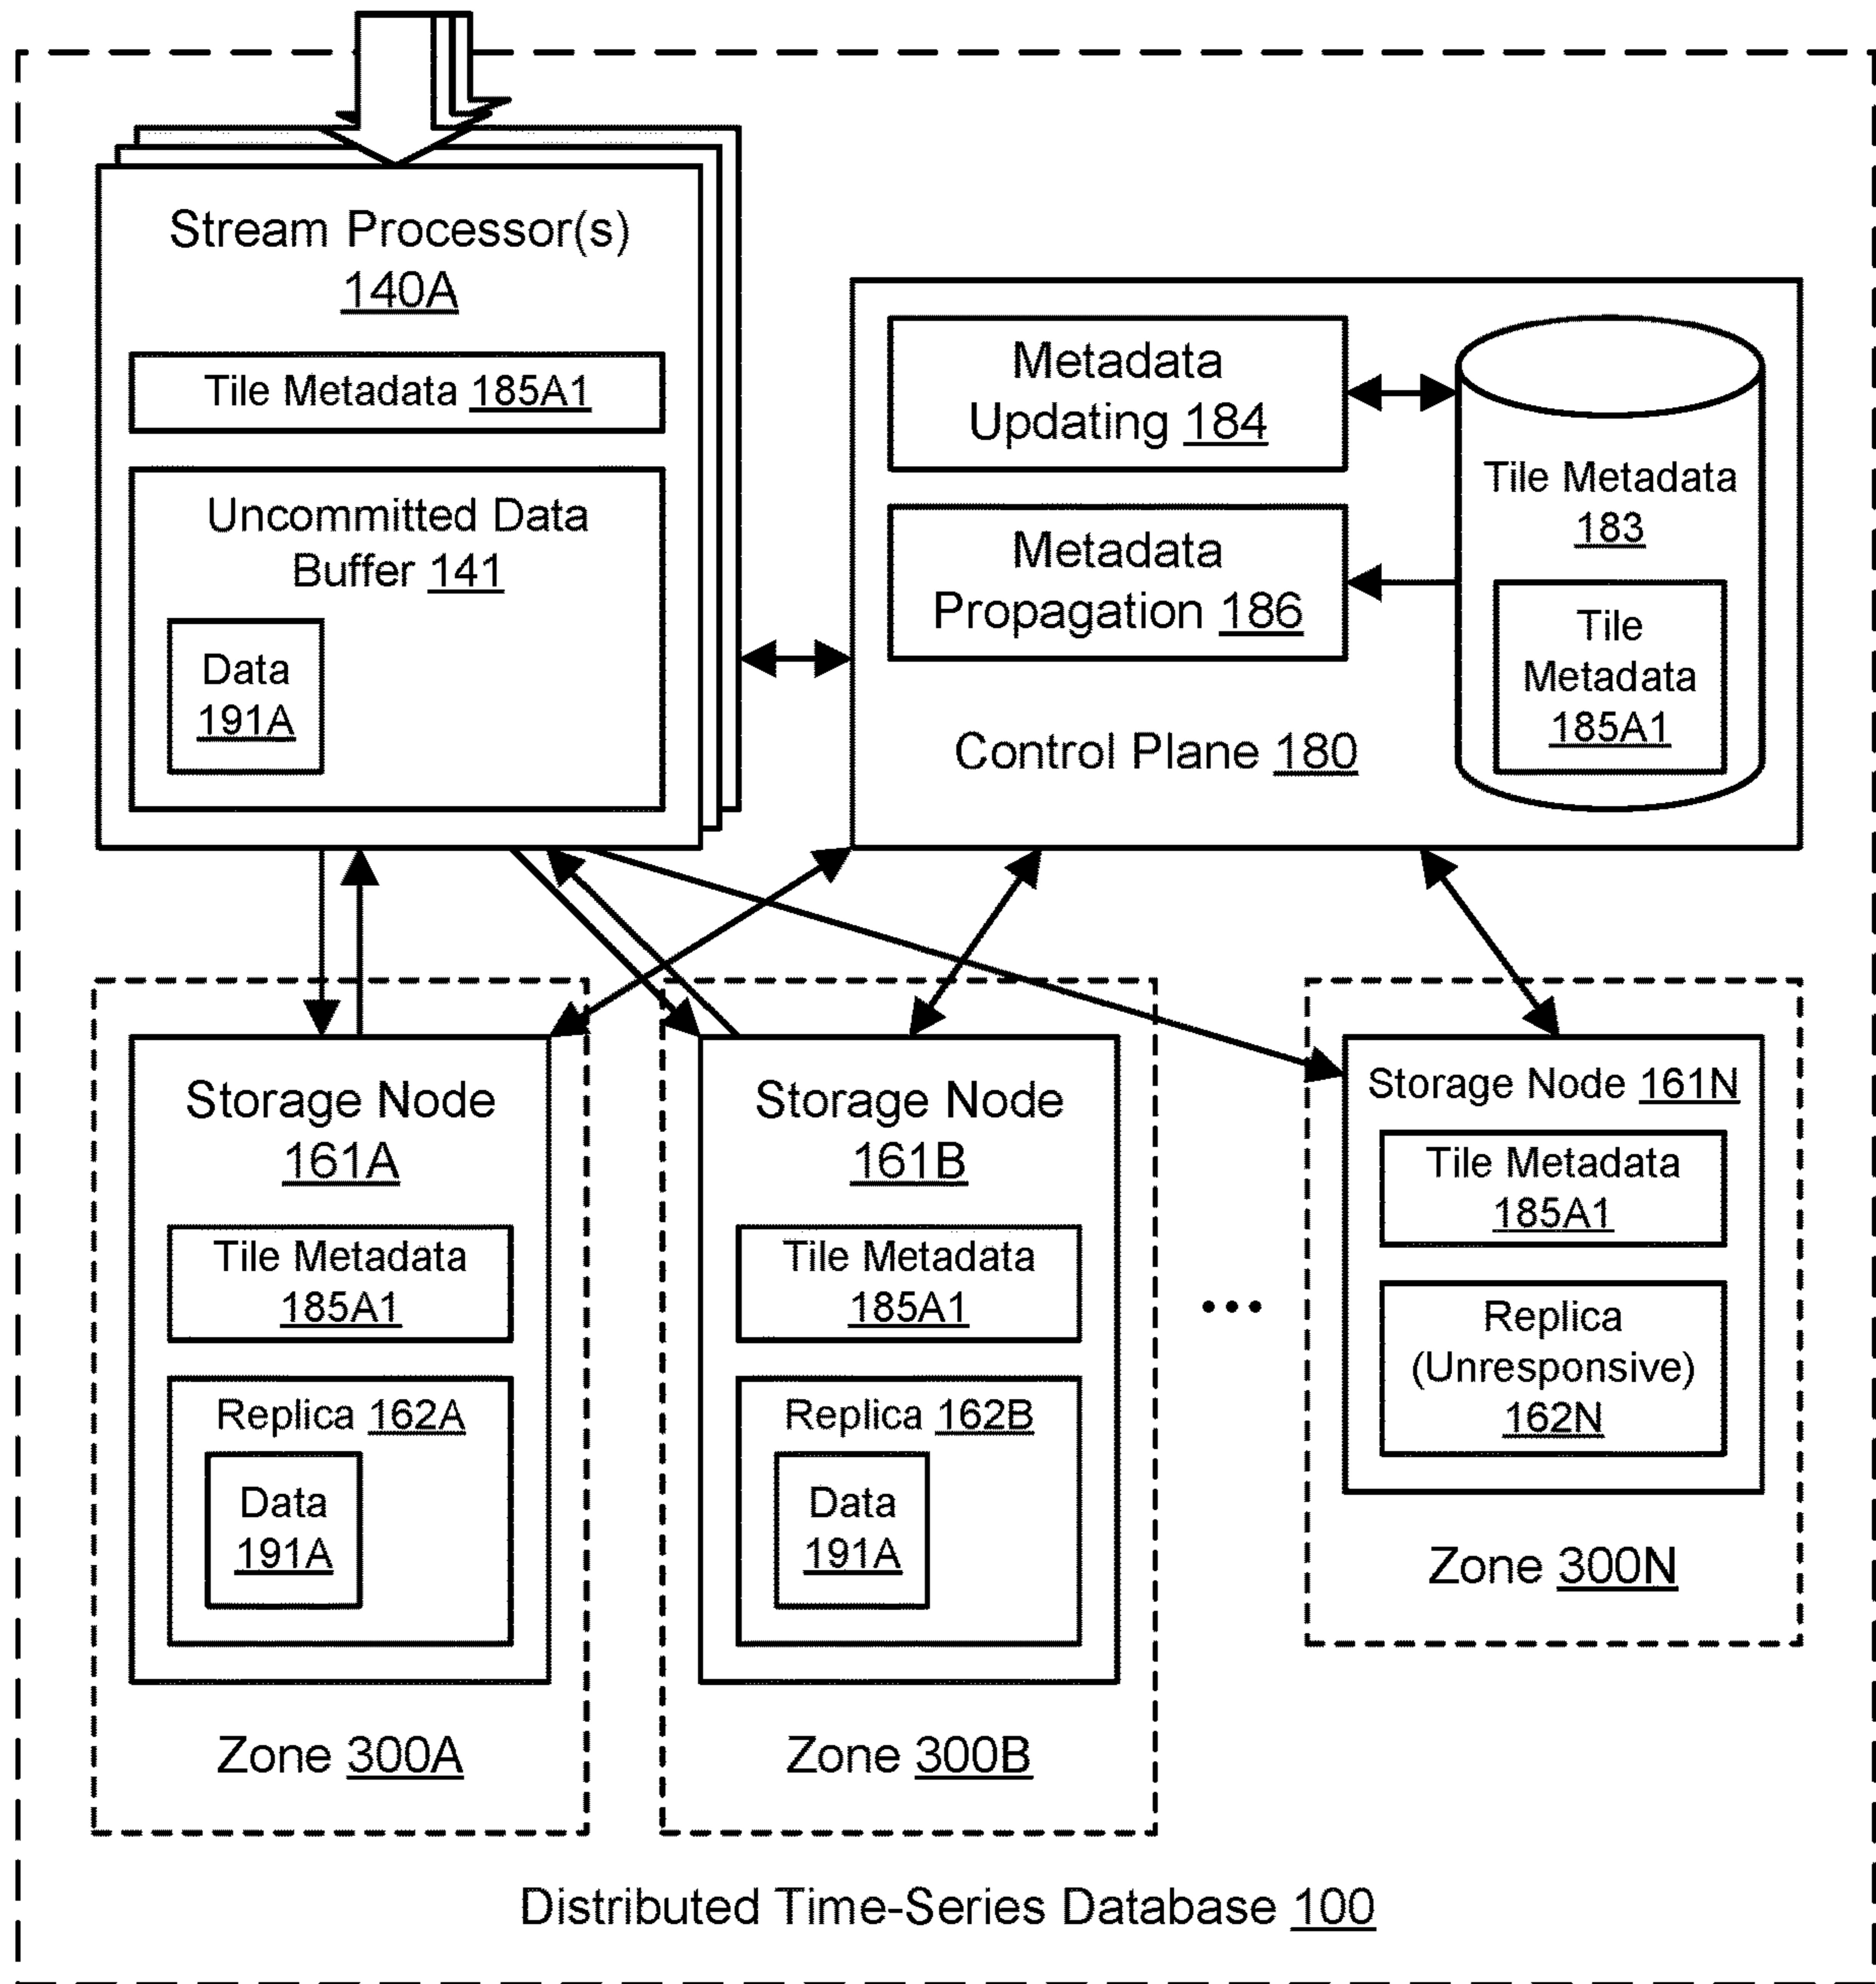 Stream Processor(s)
140A
Tile Metadata 185A1
Uncommitted Data
Buffer 141
Data
191A
Metadata
Updating 184
Metadata
Propagation 186
Tile Metadata
183
Tile
Metadata
185A1
Control Plane 180
Storage Node
161A
Tile Metadata
185A1
Replica 162A
Data
191A
Zone 300A
Storage Node
161B
Tile Metadata
185A1
Replica 162B
Data
191A
Zone 300B
...
Storage Node 161N
Tile Metadata
185A1
Replica
(Unresponsive)
162N
Zone 300N
Distributed Time-Series Database 100